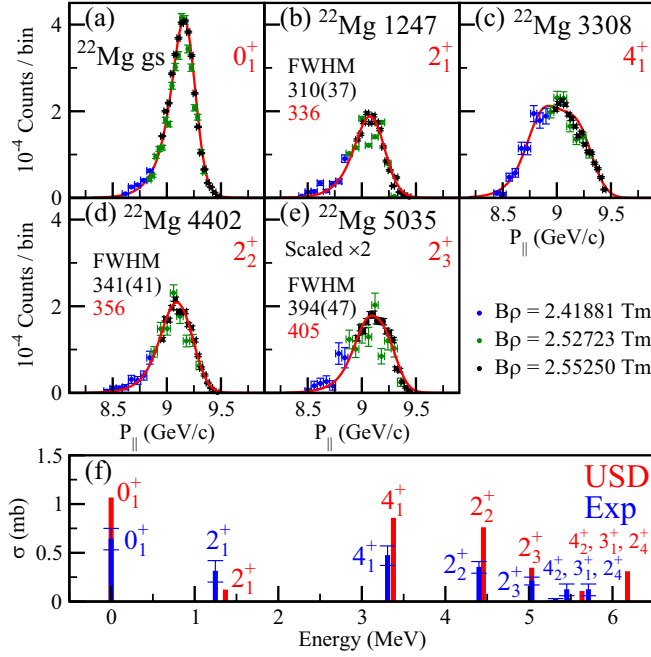 (a)
²²Mg gs
0₁⁺
(b) ²²Mg 1247
2₁⁺
FWHM
310(37)
336
(c) ²²Mg 3308
4₁⁺
10⁻⁴ Counts / bin
4
2
0
8.5 9 9.5
P|| (GeV/c)
(d) ²²Mg 4402
2₂⁺
FWHM
341(41)
356
(e) ²²Mg 5035
Scaled ×2
2₃⁺
FWHM
394(47)
405
10⁻⁴ Counts / bin
4
2
0
8.5 9 9.5
P|| (GeV/c)
8.5 9 9.5
P|| (GeV/c)
Bρ = 2.41881 Tm
Bρ = 2.52723 Tm
Bρ = 2.55250 Tm
(f)
USD
Exp
σ (mb)
1.5
1
0.5
0
0₁⁺
0₁⁺
2₁⁺
2₁⁺
4₁⁺
4₁⁺
2₂⁺
2₂⁺
2₃⁺
2₃⁺
4₂⁺, 3₁⁺, 2₄⁺
4₂⁺, 3₁⁺, 2₄⁺
0 1 2 3 4 5 6
Energy (MeV)